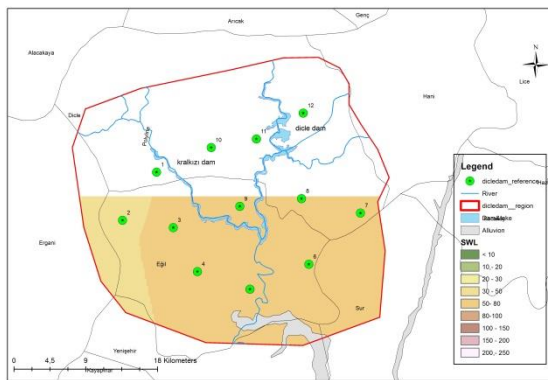 Arıcak
Genç
Alacakaya
N
Lice
Hani
Dicle
12
dicle dam
11
10
kralkızı dam
1
8
9
7
2
3
Ergani
Eğil
4
6
Sur
Yenişehir
Kayapınar
0 4,5 9 18 Kilometers
Legend
dicledam_reference
River
dicledam_region
Alluvion
SWL
< 10
10,- 20
20 - 30
30 - 50
50- 80
80-100
100 - 150
150 - 200
200, -250